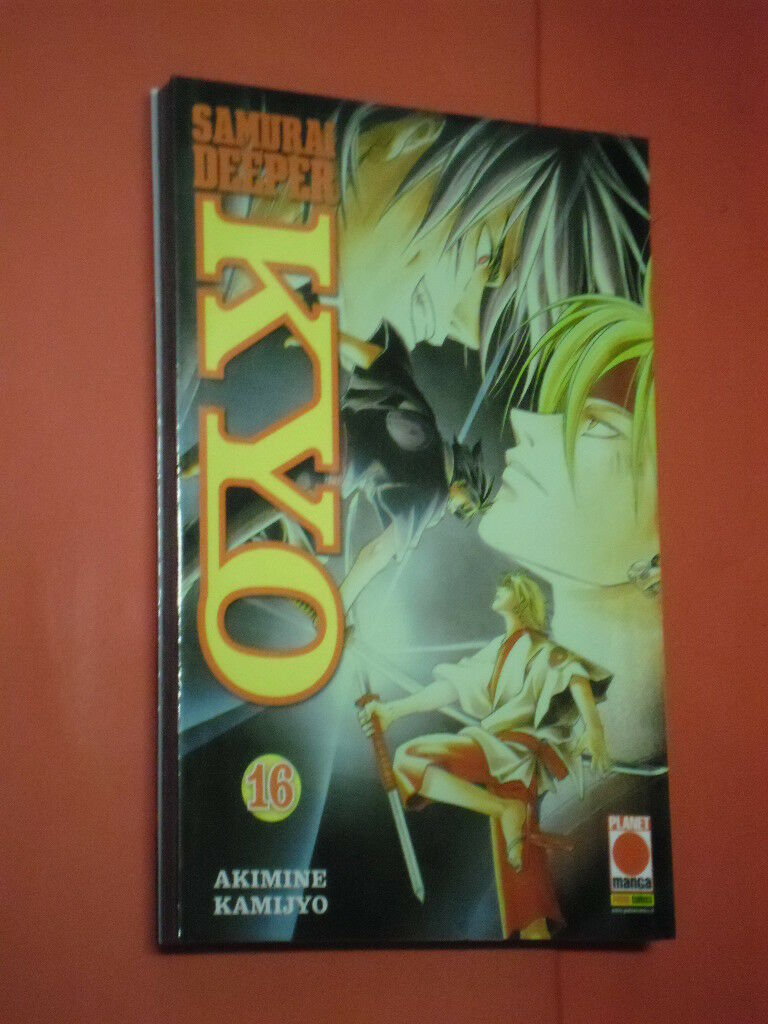 SAMURAI
DEEPER
KYO
16
AKIMINE
KAMIJYO
PLANET
manga